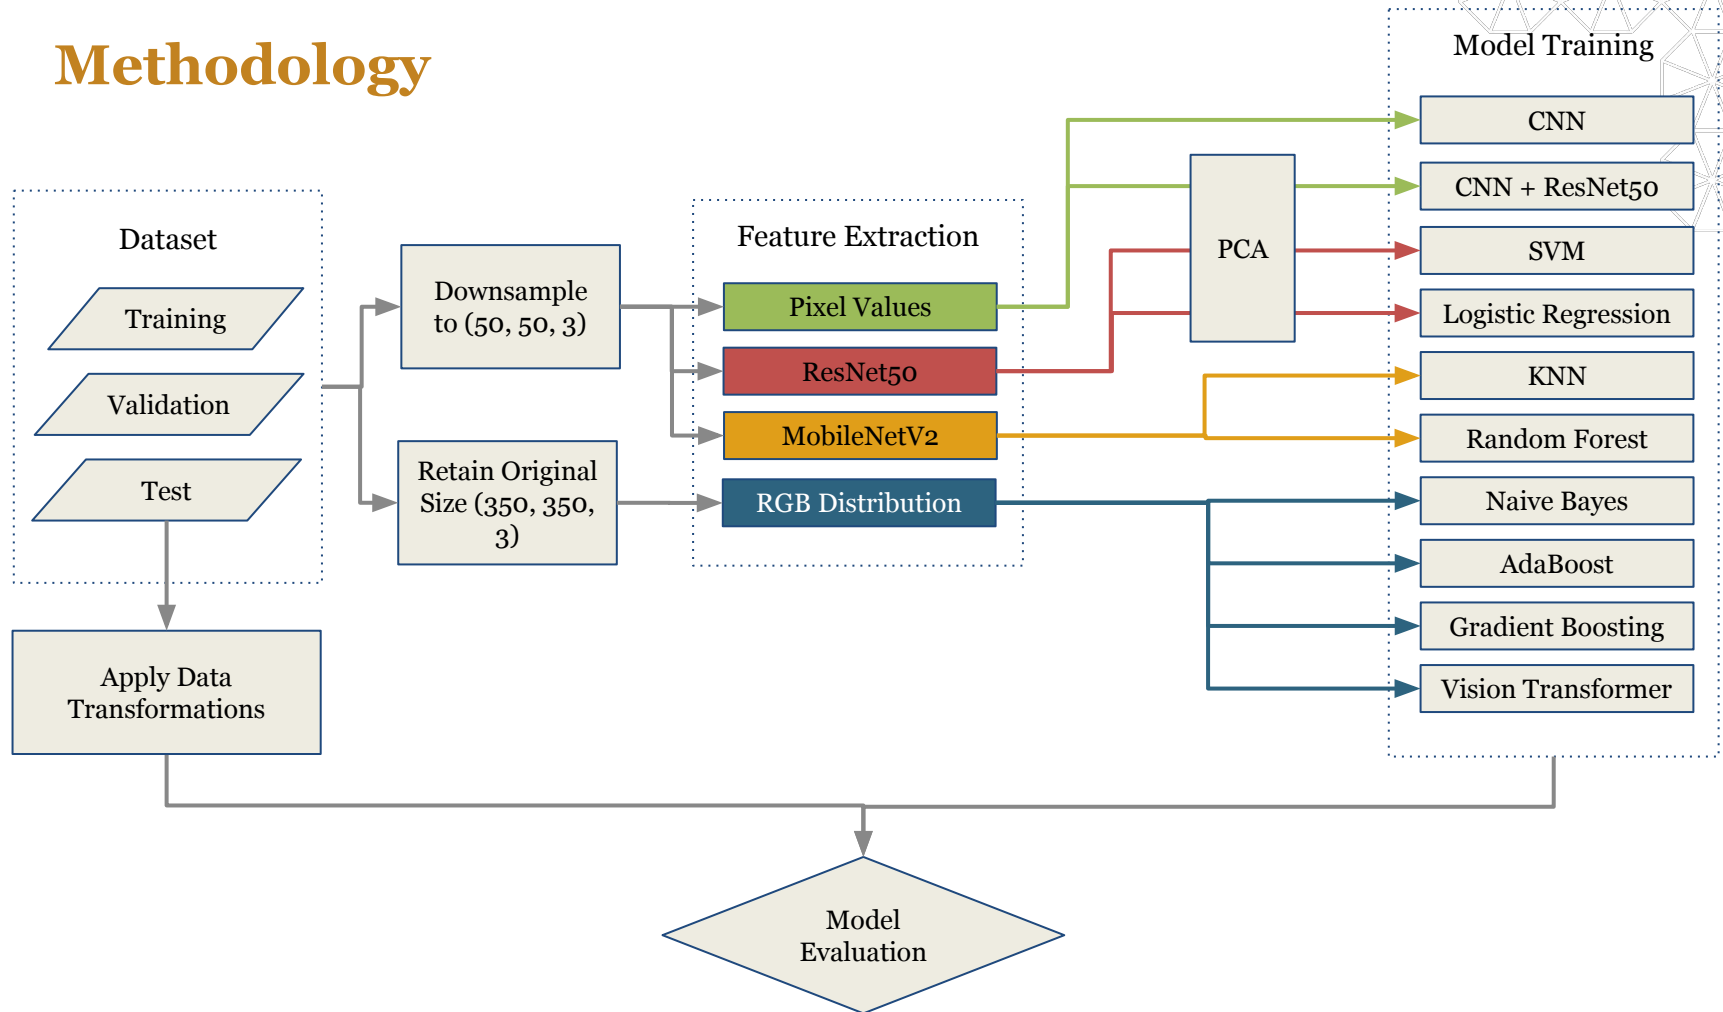 Methodology
Dataset
Training
Validation
Test
Apply Data
Transformations
Downsample
to (50, 50, 3)
Retain Original
Size (350, 350,
3)
Feature Extraction
Pixel Values
ResNet50
MobileNetV2
RGB Distribution
PCA
Model Training
CNN
CNN + ResNet50
SVM
Logistic Regression
KNN
Random Forest
Naive Bayes
AdaBoost
Gradient Boosting
Vision Transformer
Model
Evaluation